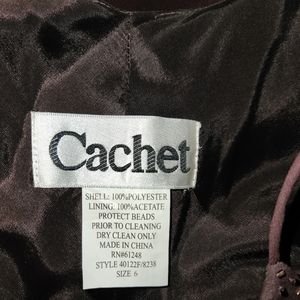 Cachet
SHELL: 100%POLYESTER
LINING: 100%ACETATE
PROTECT BEADS
PRIOR TO CLEANING
DRY CLEAN ONLY
MADE IN CHINA
RN#61248
STYLE 40122F/8238
SIZE 6